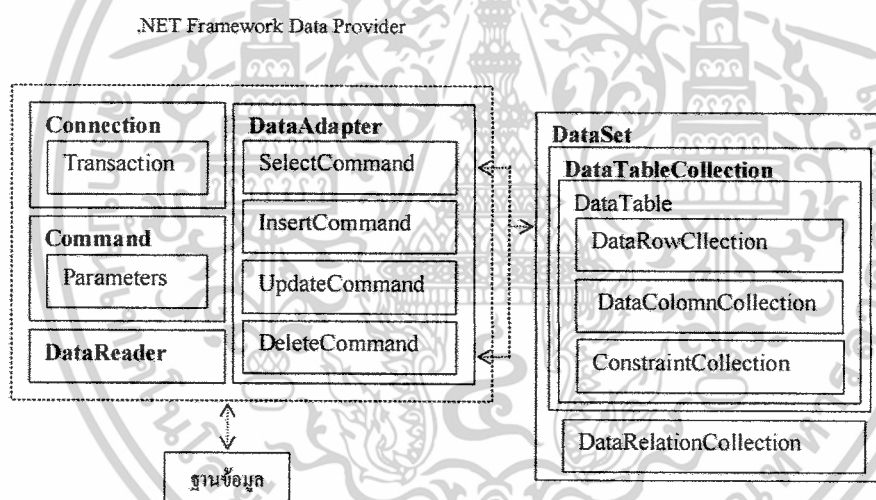 .NET Framework Data Provider
Connection
Transaction
Command
Parameters
DataReader
DataAdapter
SelectCommand
InsertCommand
UpdateCommand
DeleteCommand
DataSet
DataTableCollection
DataTable
DataRowCllection
DataColomnCollection
ConstraintCollection
DataRelationCollection
ฐานข้อมูล